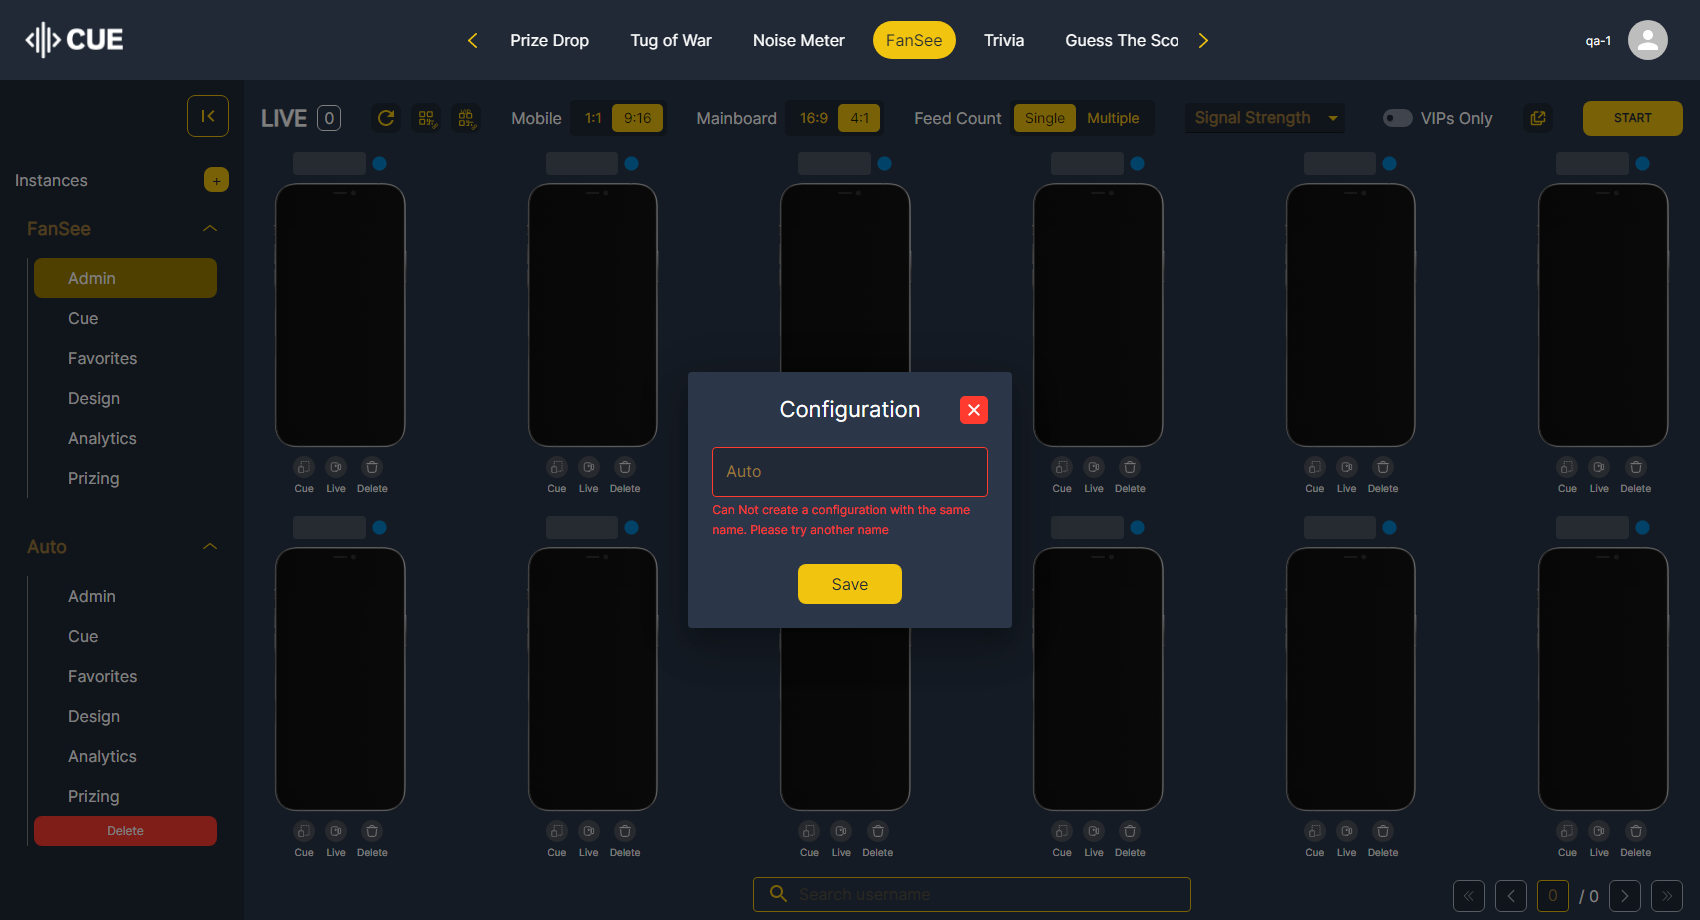 CUE
Prize Drop
Tug of War
Noise Meter
FanSee
Trivia
Guess The Sco
qa-1
LIVE 0
Mobile 1:1 9:16
Mainboard 16:9 4:1
Feed Count Single Multiple
Signal Strength
VIPs Only
START
Instances +
FanSee
Admin
Cue
Favorites
Design
Analytics
Prizing
Auto
Admin
Cue
Favorites
Design
Analytics
Prizing
Delete
Cue Live Delete
Cue Live Delete
Cue Live Delete
Cue Live Delete
Cue Live Delete
Configuration
Auto
Can Not create a configuration with the same
name. Please try another name
Save
Cue Live Delete
Cue Live Delete
Cue Live Delete
Cue Live Delete
Cue Live Delete
Cue Live Delete
Search username
0 / 0